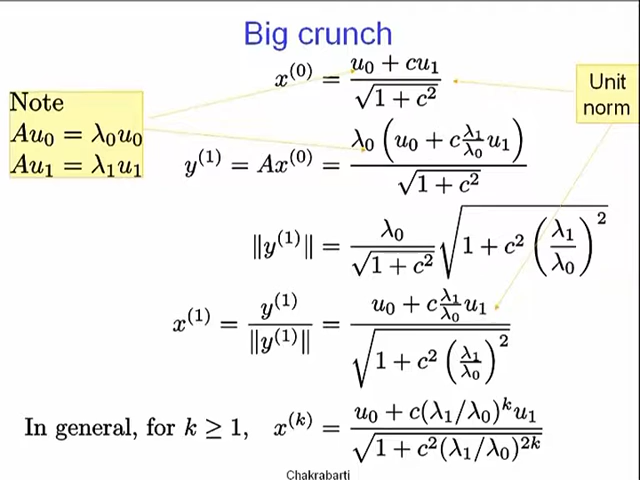 Big crunch
x^(0) = (u₀ + cu₁) / √(1 + c²)
Unit
norm
Note
Au₀ = λ₀u₀
Au₁ = λ₁u₁
y^(1) = Ax^(0) = λ₀ (u₀ + c (λ₁/λ₀) u₁) / √(1 + c²)
‖y^(1)‖ = λ₀ / √(1 + c²) √(1 + c² (λ₁/λ₀)²)
x^(1) = y^(1) / ‖y^(1)‖ = (u₀ + c (λ₁/λ₀) u₁) / √(1 + c² (λ₁/λ₀)²)
In general, for k ≥ 1, x^(k) = (u₀ + c(λ₁/λ₀)^k u₁) / √(1 + c²(λ₁/λ₀)^2k)
Chakrabarti